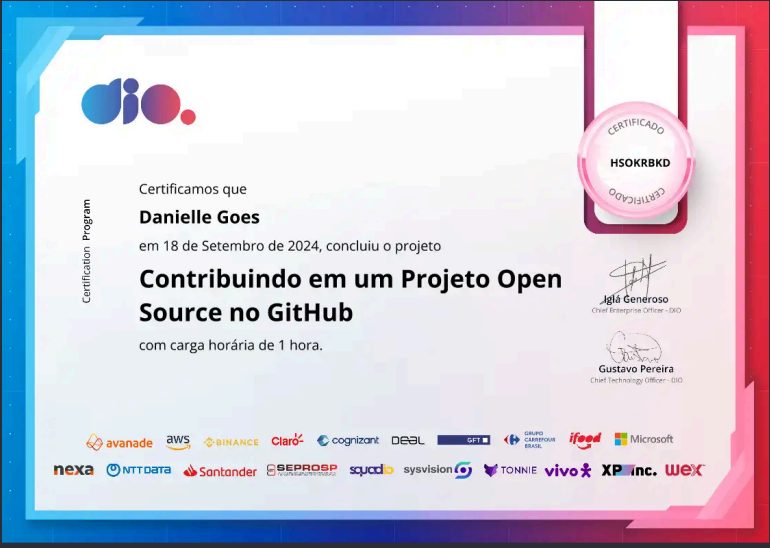 dio.
CERTIFICADO
HSOKRBKD
CERTIFICADO
Certification Program
Certificamos que
Danielle Goes
em 18 de Setembro de 2024, concluiu o projeto
Contribuindo em um Projeto Open
Source no GitHub
com carga horária de 1 hora.
Iglá Generoso
Chief Enterprise Officer - DIO
Gustavo Pereira
Chief Technology Officer - DIO
avanade aws BINANCE Claro cognizant DEAL GFT GRUPO CARREFOUR BRASIL ifood Microsoft
nexa NTT DATA Santander SEPROSP squadio sysvision TONNIE vivo XP inc. wex